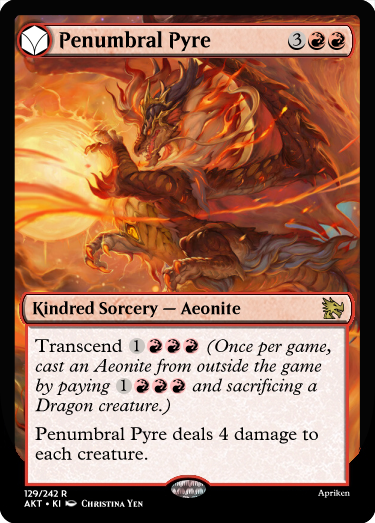 Penumbral Pyre 3
Kindred Sorcery — Aeonite
Transcend 1 (Once per game,
cast an Aeonite from outside the game
by paying 1 and sacrificing a
Dragon creature.)
Penumbral Pyre deals 4 damage to
each creature.
129/242 R Apriken
AKT • KI Christina Yen